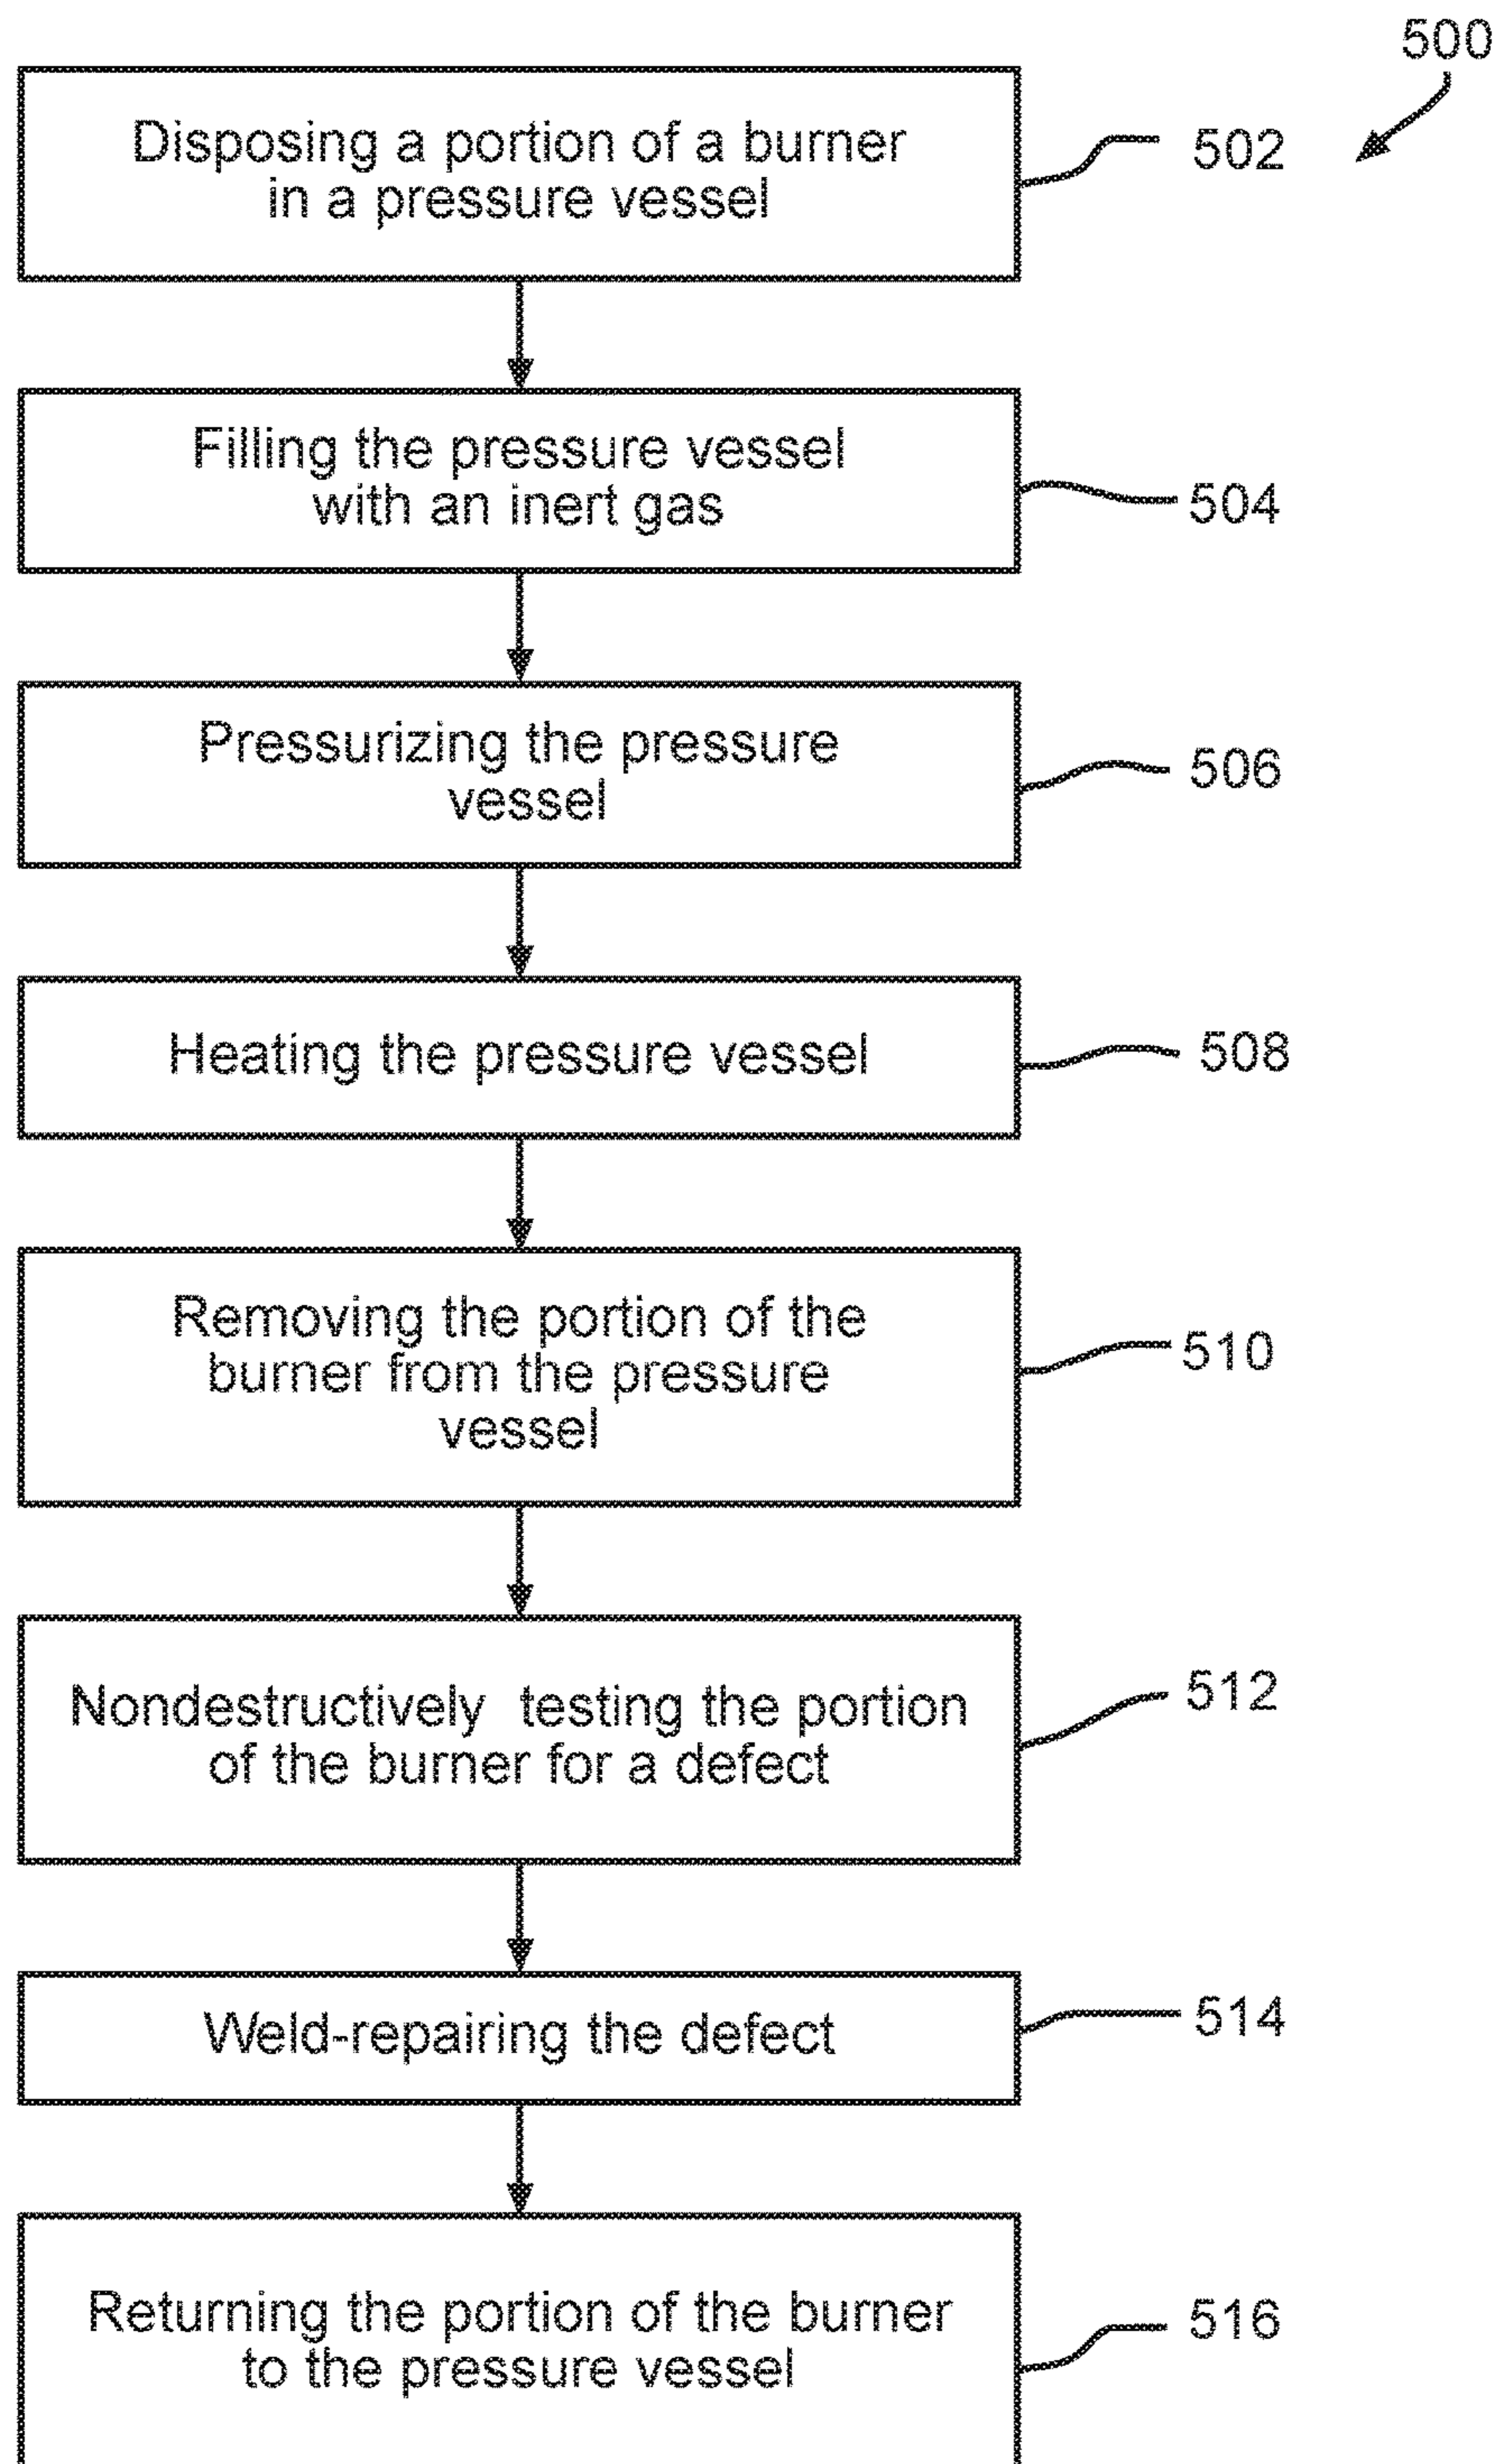 500
Disposing a portion of a burner
in a pressure vessel
502
Filling the pressure vessel
with an inert gas
504
Pressurizing the pressure
vessel
506
Heating the pressure vessel
508
Removing the portion of the
burner from the pressure
vessel
510
Nondestructively testing the portion
of the burner for a defect
512
Weld-repairing the defect
514
Returning the portion of the burner
to the pressure vessel
516